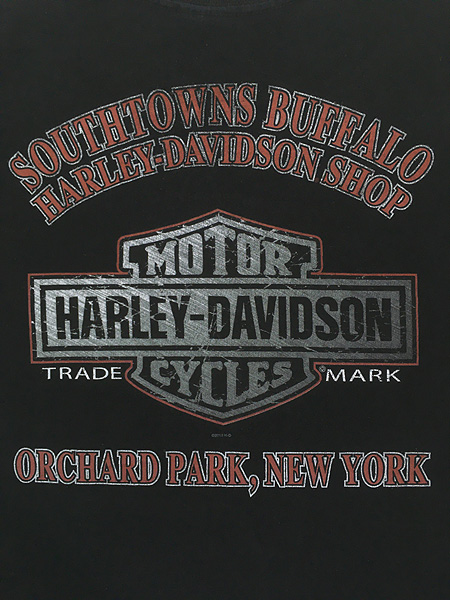 SOUTHTOWNS BUFFALO
HARLEY-DAVIDSON SHOP
MOTOR
HARLEY-DAVIDSON
CYCLES
TRADE ®MARK
ORCHARD PARK, NEW YORK